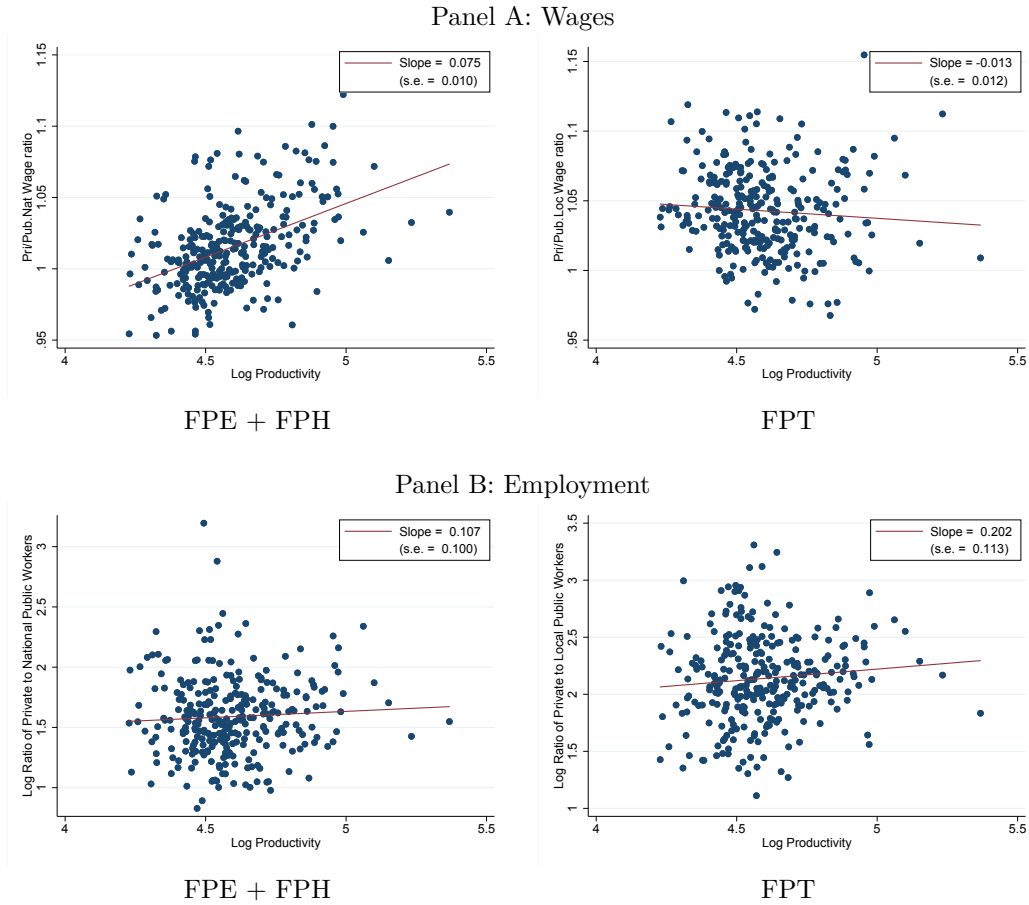 Panel A: Wages
Pri/Pub.Nat Wage ratio
1.15
1.1
1.05
1
.95
Slope = 0.075
(s.e. = 0.010)
4
4.5
5
5.5
Log Productivity
FPE + FPH
Pri/Pub.Loc Wage ratio
1.15
1.1
1.05
1
.95
Slope = -0.013
(s.e. = 0.012)
4
4.5
5
5.5
Log Productivity
FPT
Panel B: Employment
Log Ratio of Private to National Public Workers
3
2.5
2
1.5
1
Slope = 0.107
(s.e. = 0.100)
4
4.5
5
5.5
Log Productivity
FPE + FPH
Log Ratio of Private to Local Public Workers
3.5
3
2.5
2
1.5
1
Slope = 0.202
(s.e. = 0.113)
4
4.5
5
5.5
Log Productivity
FPT